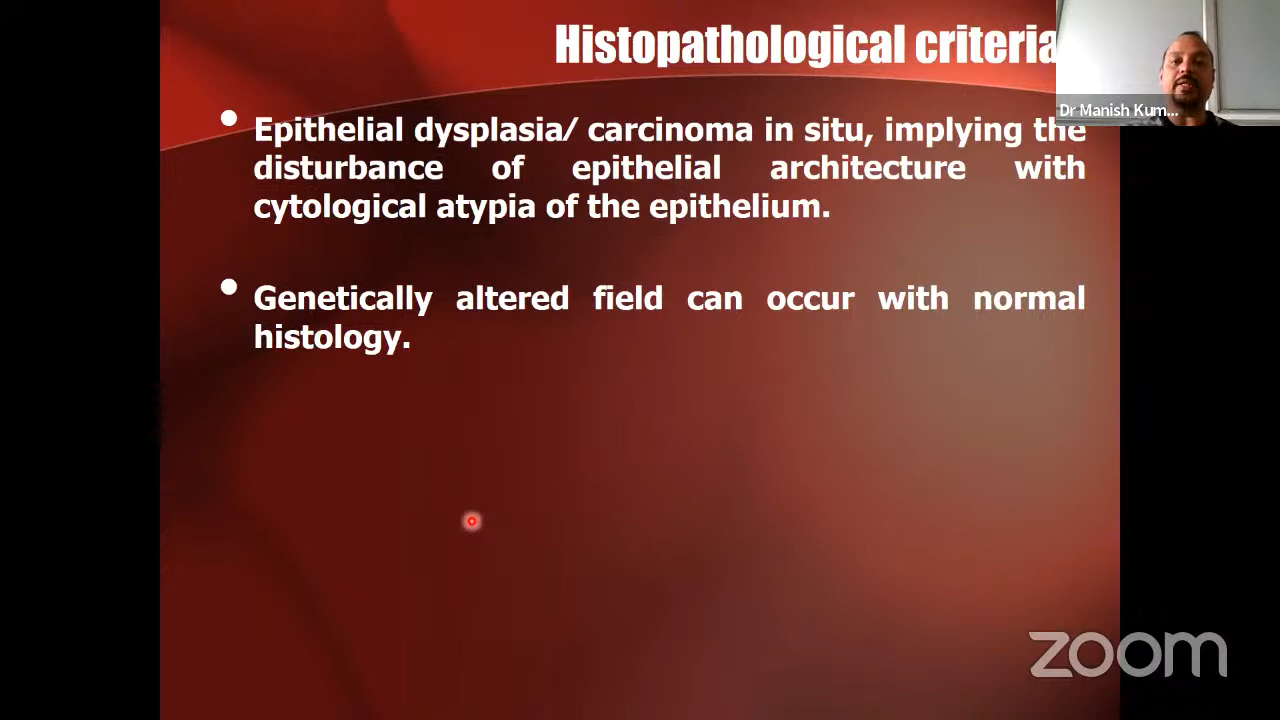 Histopathological criteria
Dr Manish Kum...
• Epithelial dysplasia/ carcinoma in situ, implying the
disturbance of epithelial architecture with
cytological atypia of the epithelium.
• Genetically altered field can occur with normal
histology.
zoom